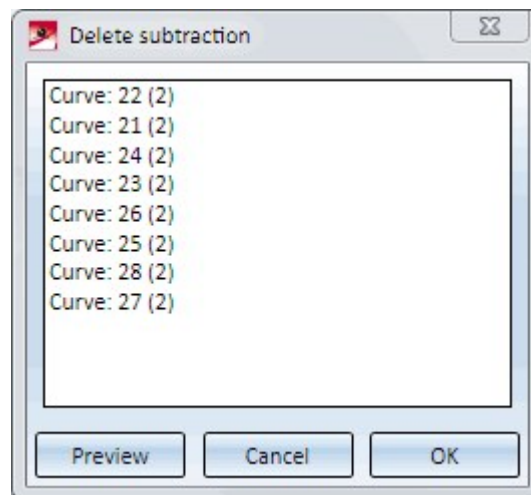 Delete subtraction
Curve: 22 (2)
Curve: 21 (2)
Curve: 24 (2)
Curve: 23 (2)
Curve: 26 (2)
Curve: 25 (2)
Curve: 28 (2)
Curve: 27 (2)
Preview Cancel OK